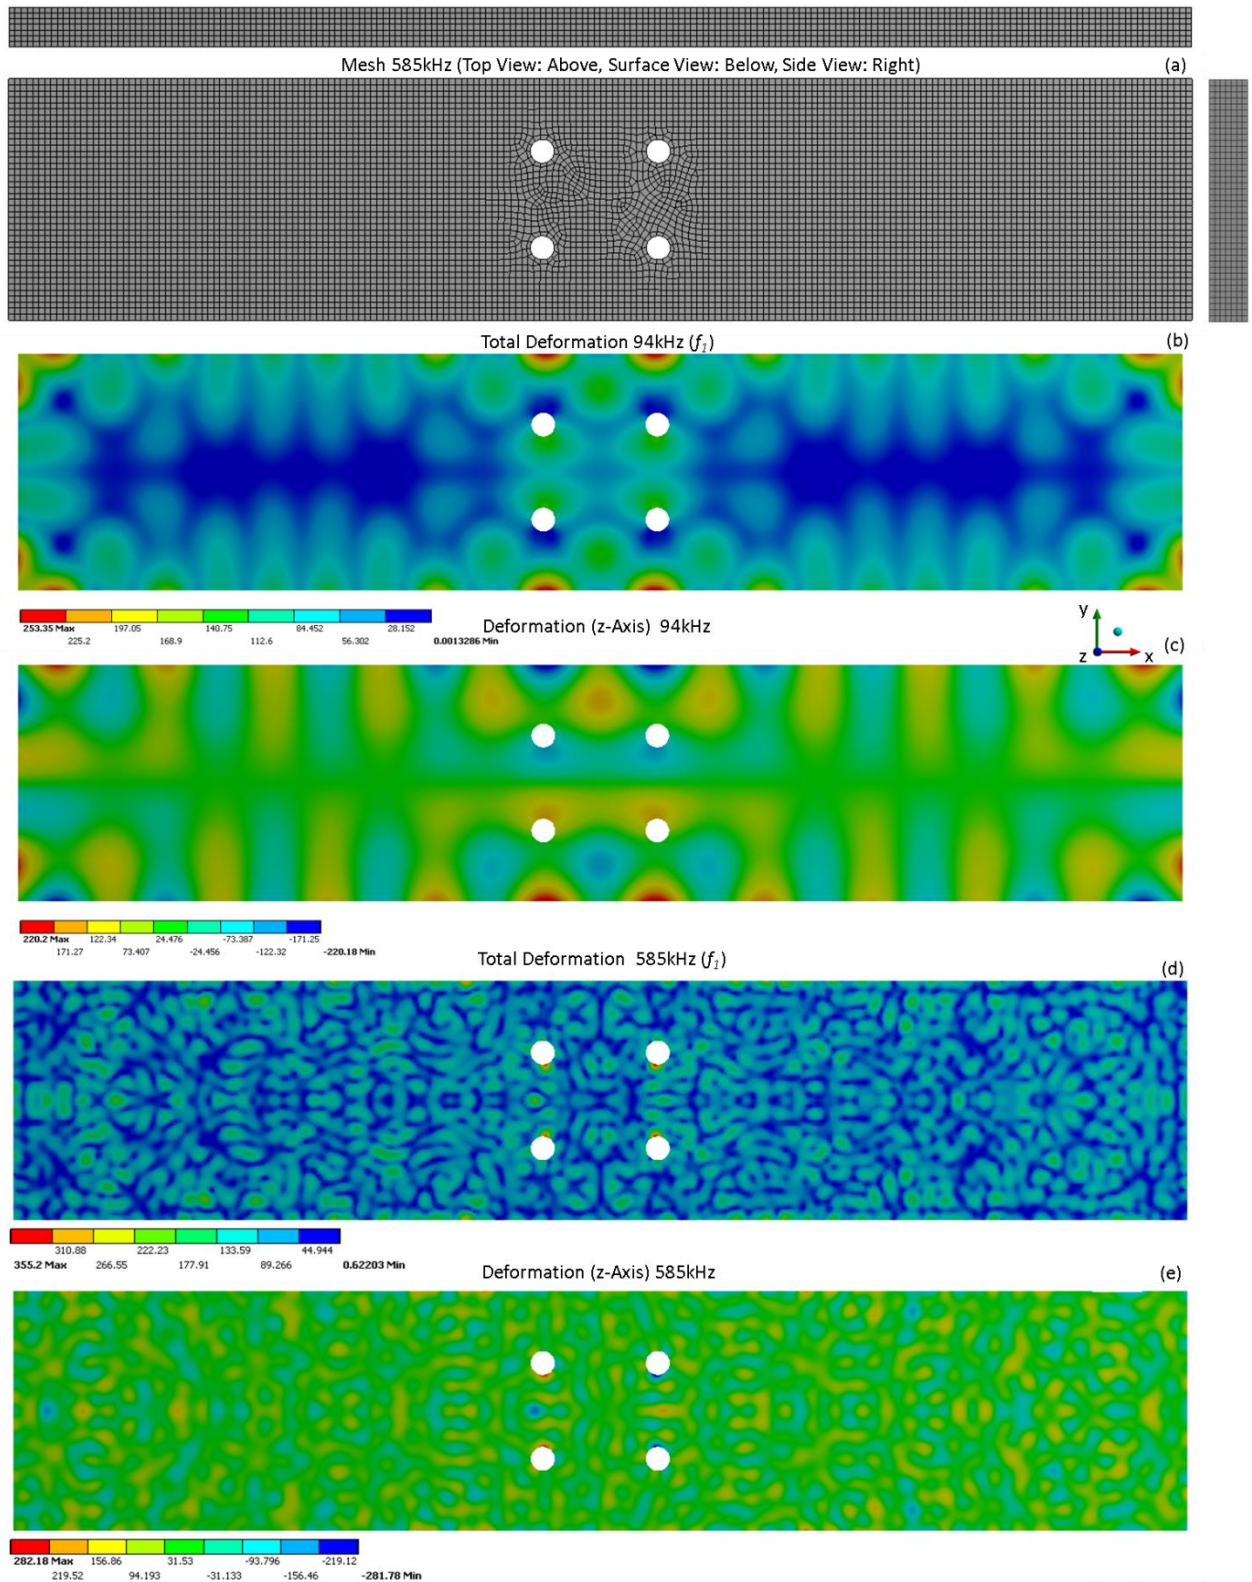 Mesh 585kHz (Top View: Above, Surface View: Below, Side View: Right) (a)
Total Deformation 94kHz (f1) (b)
253.35 Max 197.05 140.75 84.452 28.152
225.2 168.9 112.6 56.302 0.0013286 Min
Deformation (z-Axis) 94kHz
y
z x
(c)
220.2 Max 122.34 24.476 -73.387 -171.25
171.27 73.407 -24.456 -122.32 -220.18 Min
Total Deformation 585kHz (f1) (d)
310.88 222.23 133.59 44.944
355.2 Max 266.55 177.91 89.266 0.62203 Min
Deformation (z-Axis) 585kHz (e)
282.18 Max 156.86 31.53 -93.796 -219.12
219.52 94.193 -31.133 -156.46 -281.78 Min